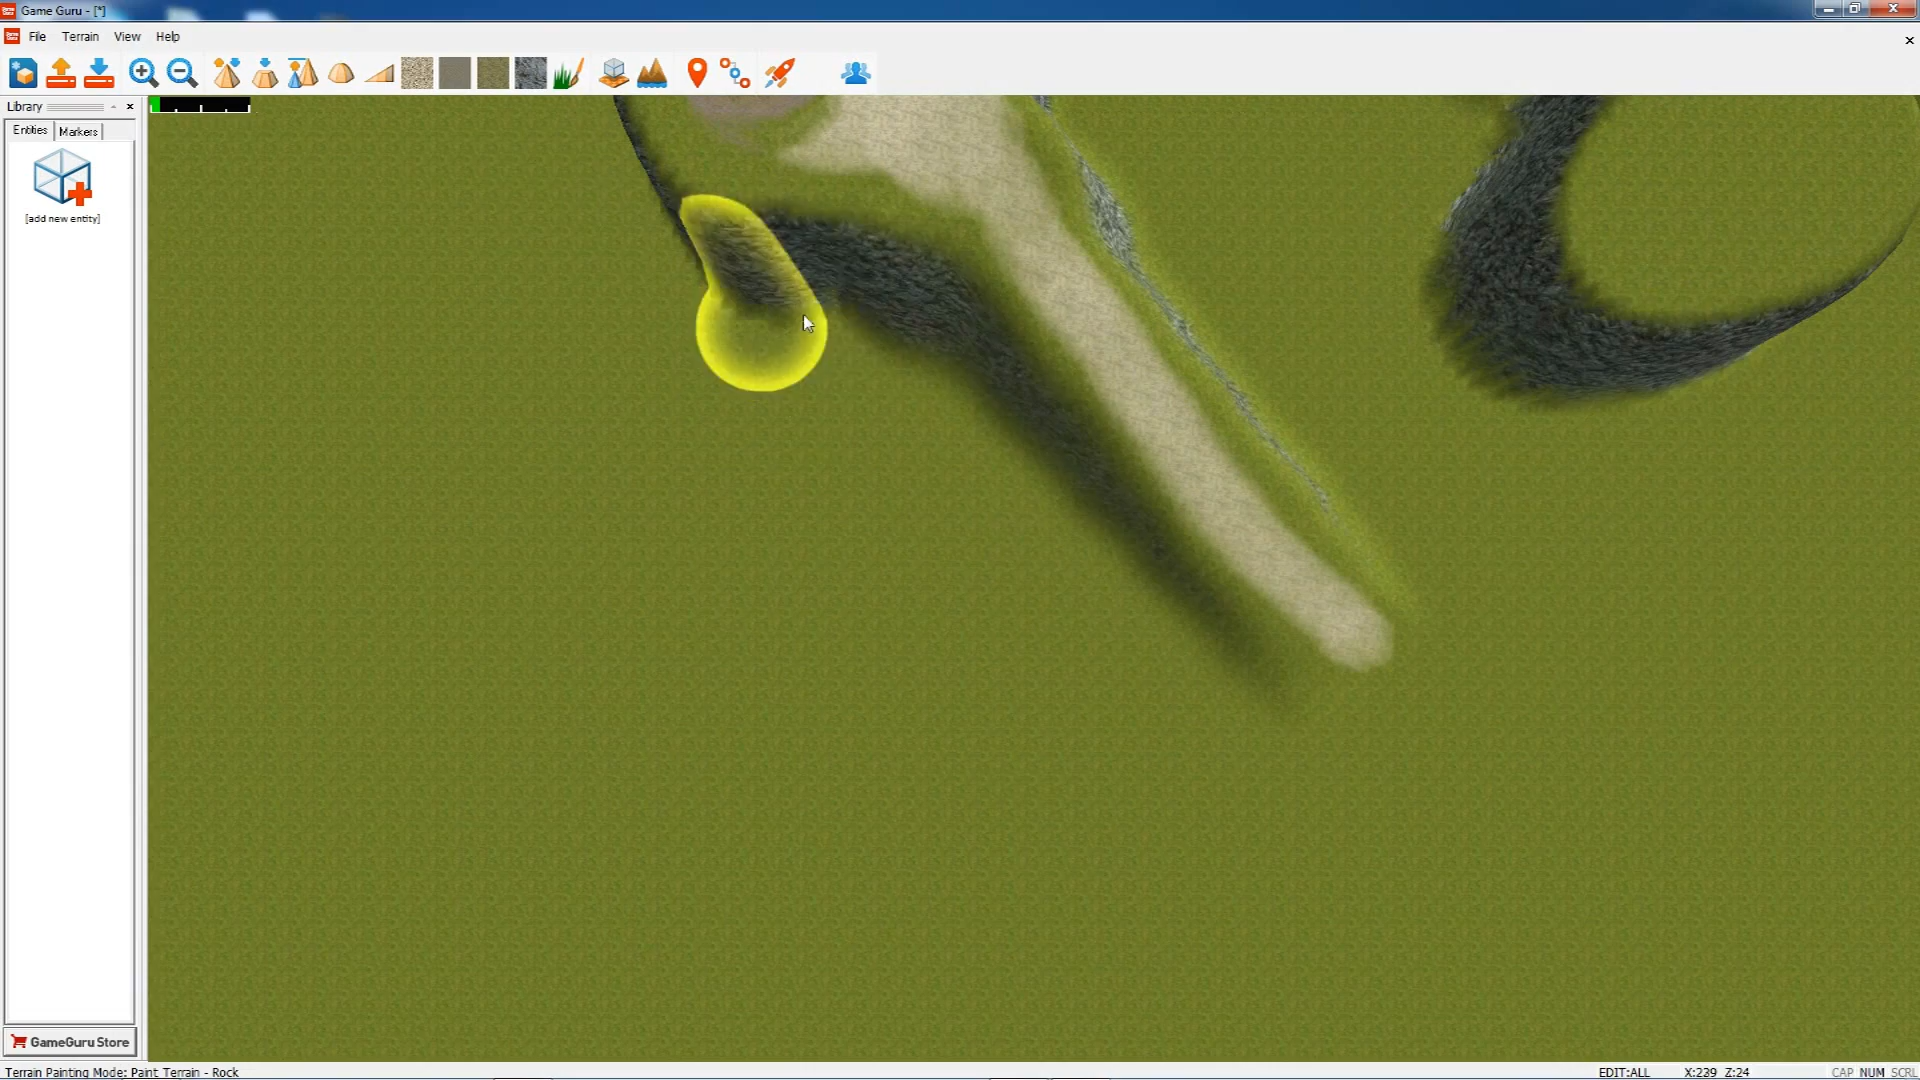 Game Guru - [*]
File Terrain View Help
Library
Entities Markers
[add new entity]
GameGuru Store
Terrain Painting Mode: Paint Terrain - Rock
EDIT:ALL X:239 Z:24 CAP NUM SCRL